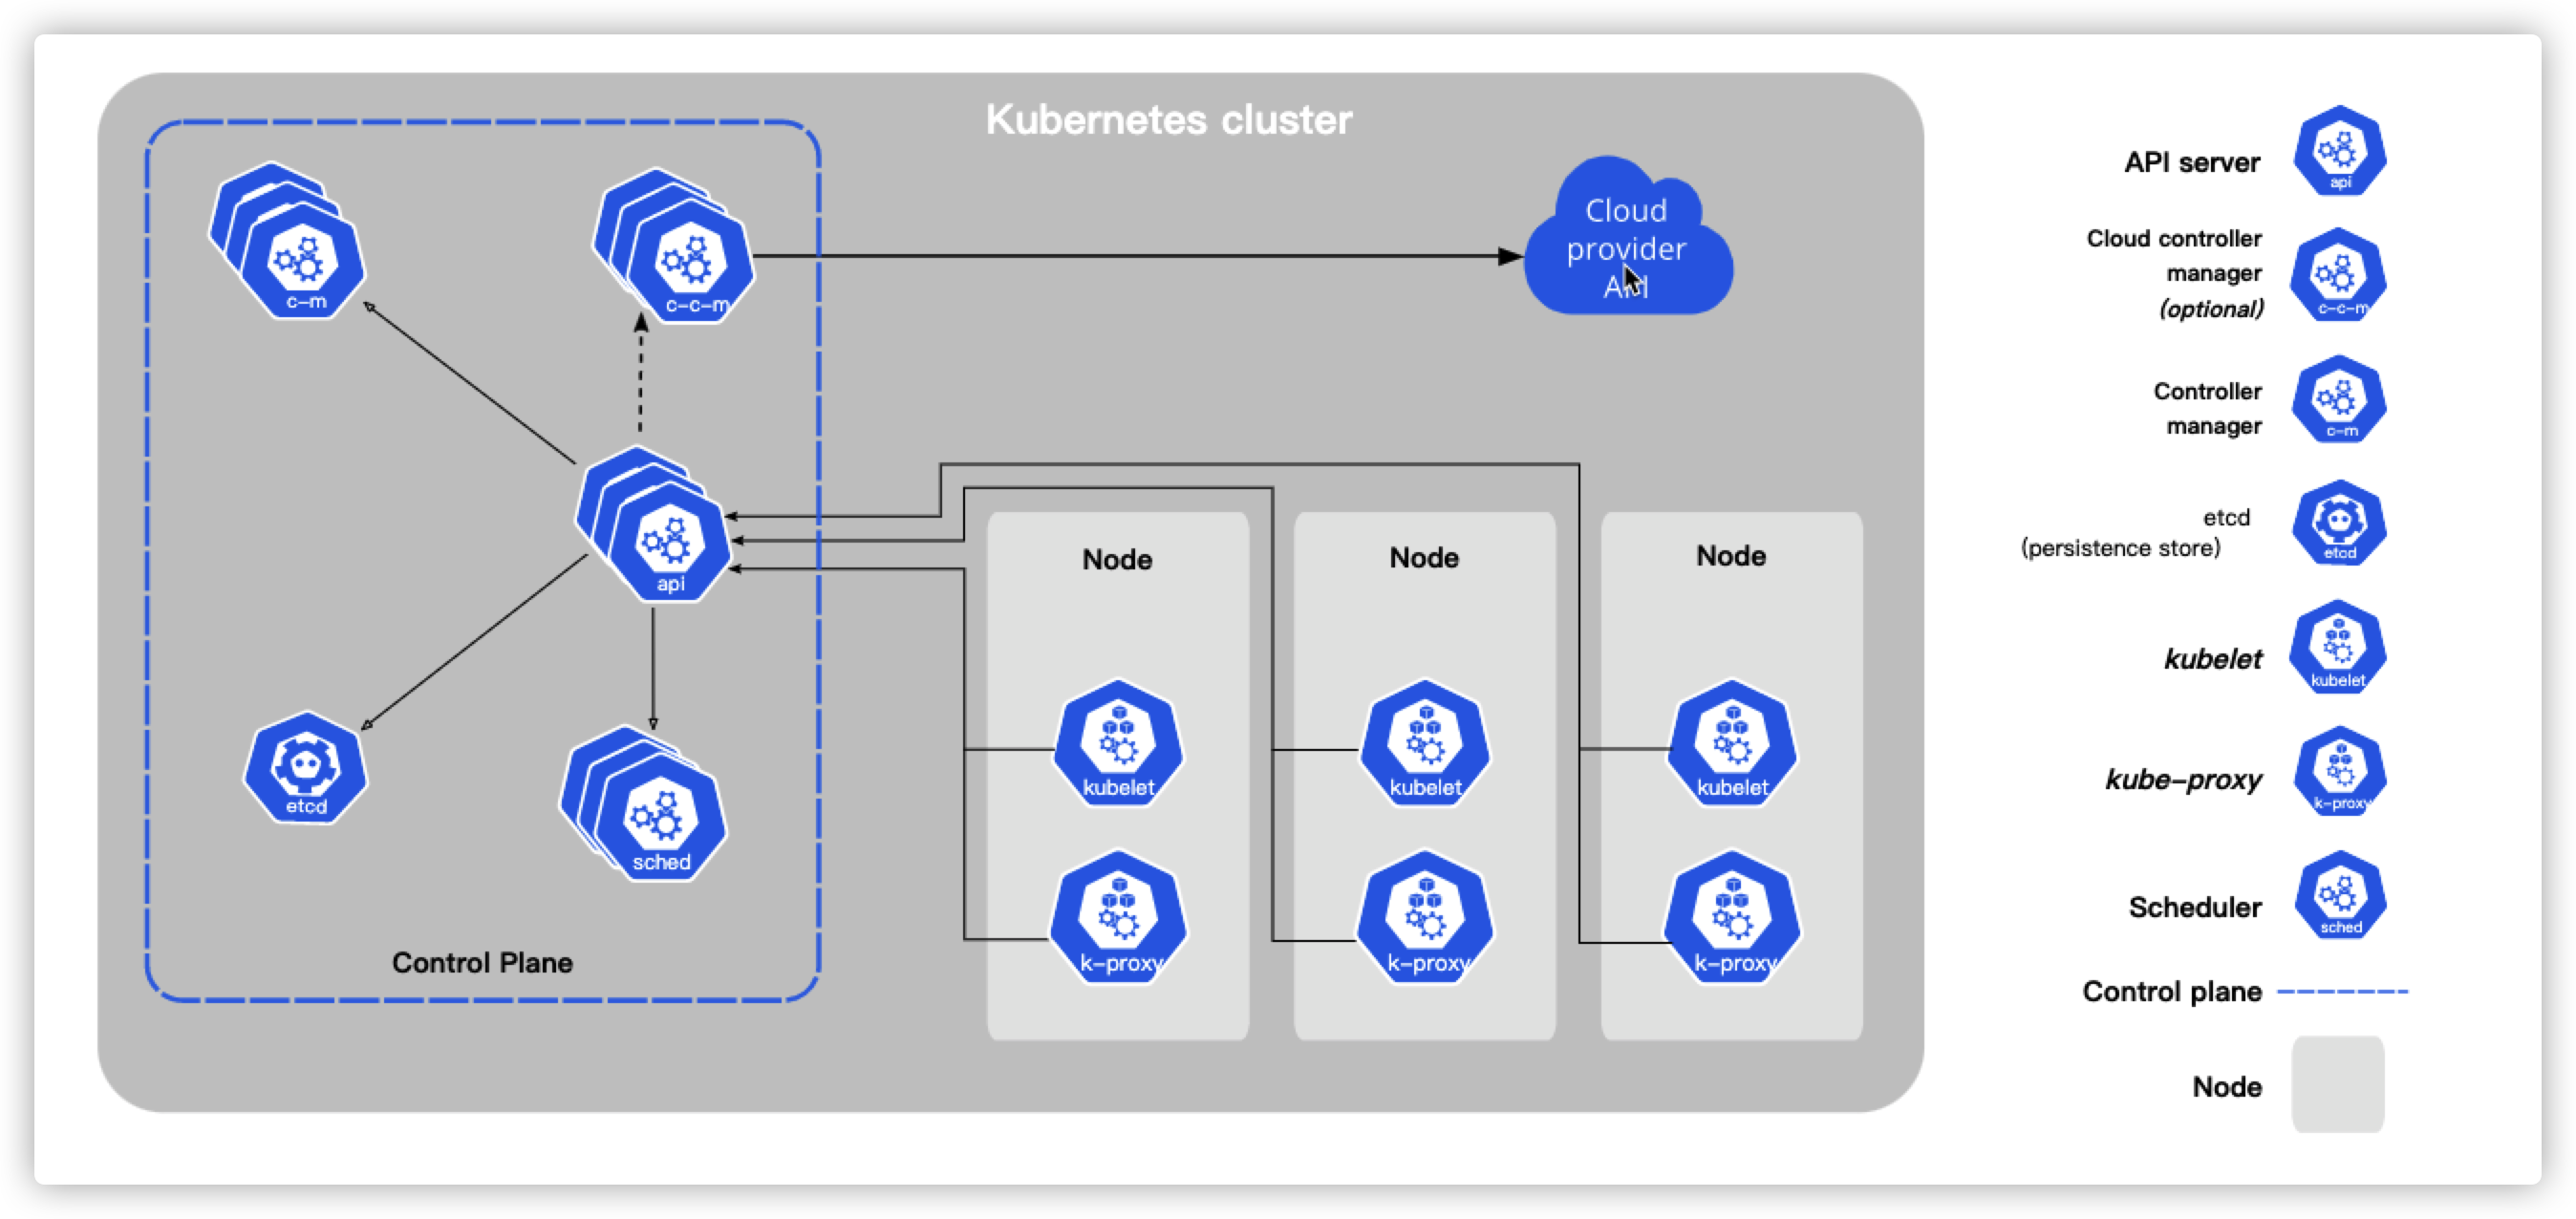 Kubernetes cluster
c-m
c-c-m
Cloud
provider
API
api
etcd
sched
Control Plane
Node
Node
Node
kubelet
kubelet
kubelet
k-proxy
k-proxy
k-proxy
API server
api
Cloud controller
manager
(optional)
c-c-m
Controller
manager
c-m
etcd
(persistence store)
etcd
kubelet
kubelet
kube-proxy
k-proxy
Scheduler
sched
Control plane
Node